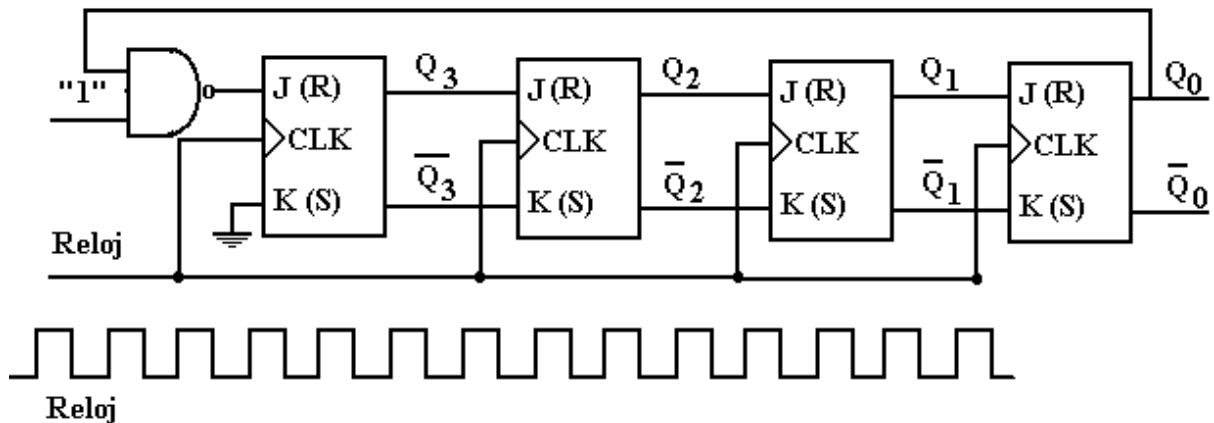 Q3 Q2 Q1 Q0
"1" J (R) J (R) J (R) J (R)
CLK CLK CLK CLK
Q̅3 Q̅2 Q̅1 Q̅0
K (S) K (S) K (S) K (S)
Reloj
Reloj